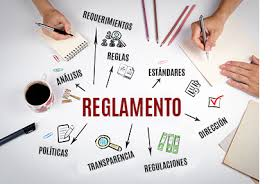 REQUERIMIENTOS
REGLAS
ANÁLISIS
ESTÁNDARES
REGLAMENTO
DIRECCIÓN
POLÍTICAS
TRANSPARENCIA
REGULACIONES